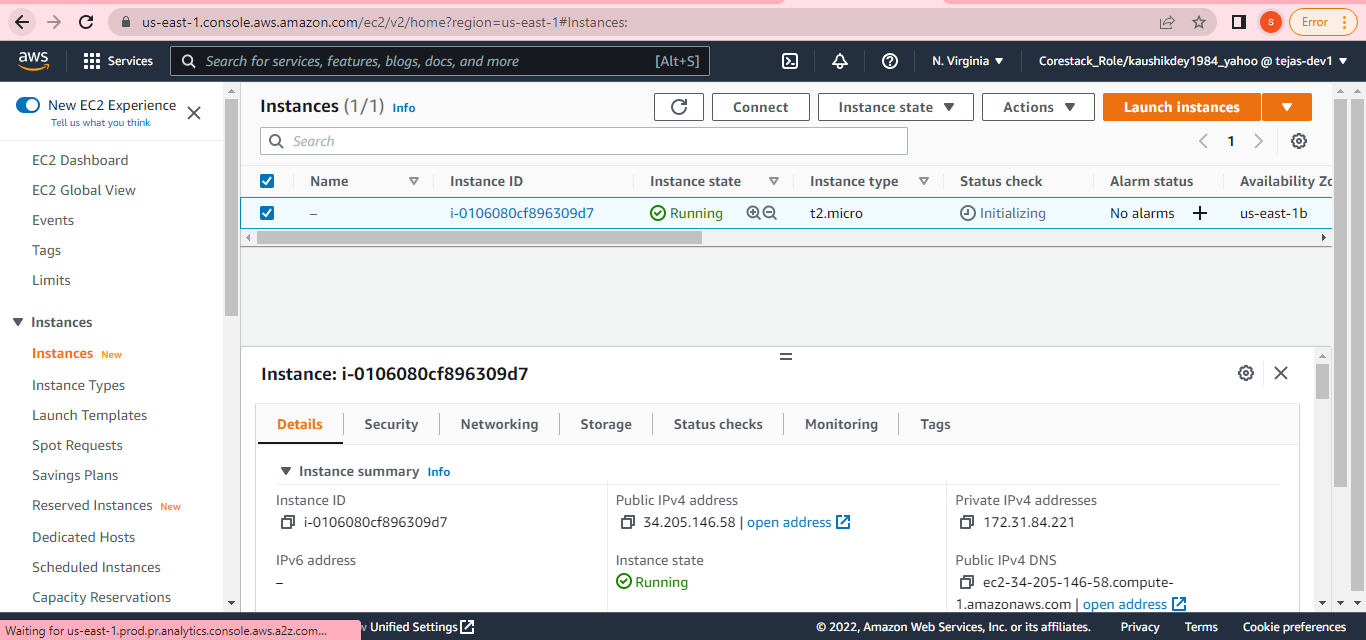 us-east-1.console.aws.amazon.com/ec2/v2/home?region=us-east-1#Instances:
S
Error
aws
Services
Search for services, features, blogs, docs, and more
[Alt+S]
N. Virginia
Corestack_Role/kaushikdey1984_yahoo @ tejas-dev1
New EC2 Experience
Tell us what you think
EC2 Dashboard
EC2 Global View
Events
Tags
Limits
Instances
Instances New
Instance Types
Launch Templates
Spot Requests
Savings Plans
Reserved Instances New
Dedicated Hosts
Scheduled Instances
Capacity Reservations
Instances (1/1) Info
Connect
Instance state
Actions
Launch instances
Search
1
Name
Instance ID
Instance state
Instance type
Status check
Alarm status
Availability Zo
–
i-0106080cf896309d7
Running
t2.micro
Initializing
No alarms
us-east-1b
Instance: i-0106080cf896309d7
Details
Security
Networking
Storage
Status checks
Monitoring
Tags
Instance summary Info
Instance ID
i-0106080cf896309d7
Public IPv4 address
34.205.146.58 | open address
Private IPv4 addresses
172.31.84.221
IPv6 address
–
Instance state
Running
Public IPv4 DNS
ec2-34-205-146-58.compute-
1.amazonaws.com | open address
Waiting for us-east-1.prod.pr.analytics.console.aws.a2z.com...
w Unified Settings
© 2022, Amazon Web Services, Inc. or its affiliates.
Privacy
Terms
Cookie preferences